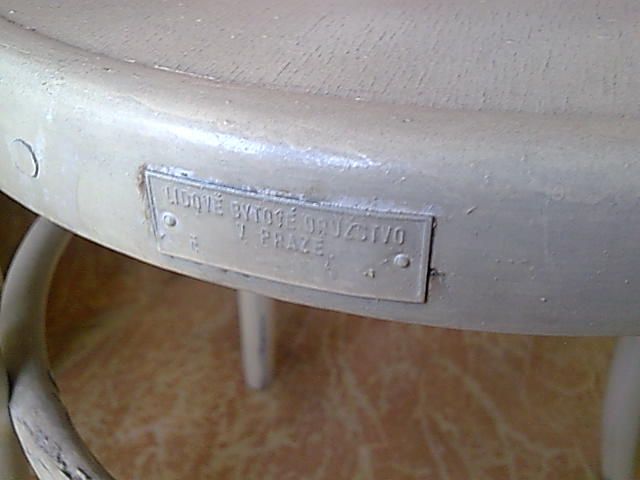 LIDOVÉ BYTOVÉ DRUŽSTVO
V PRAZE